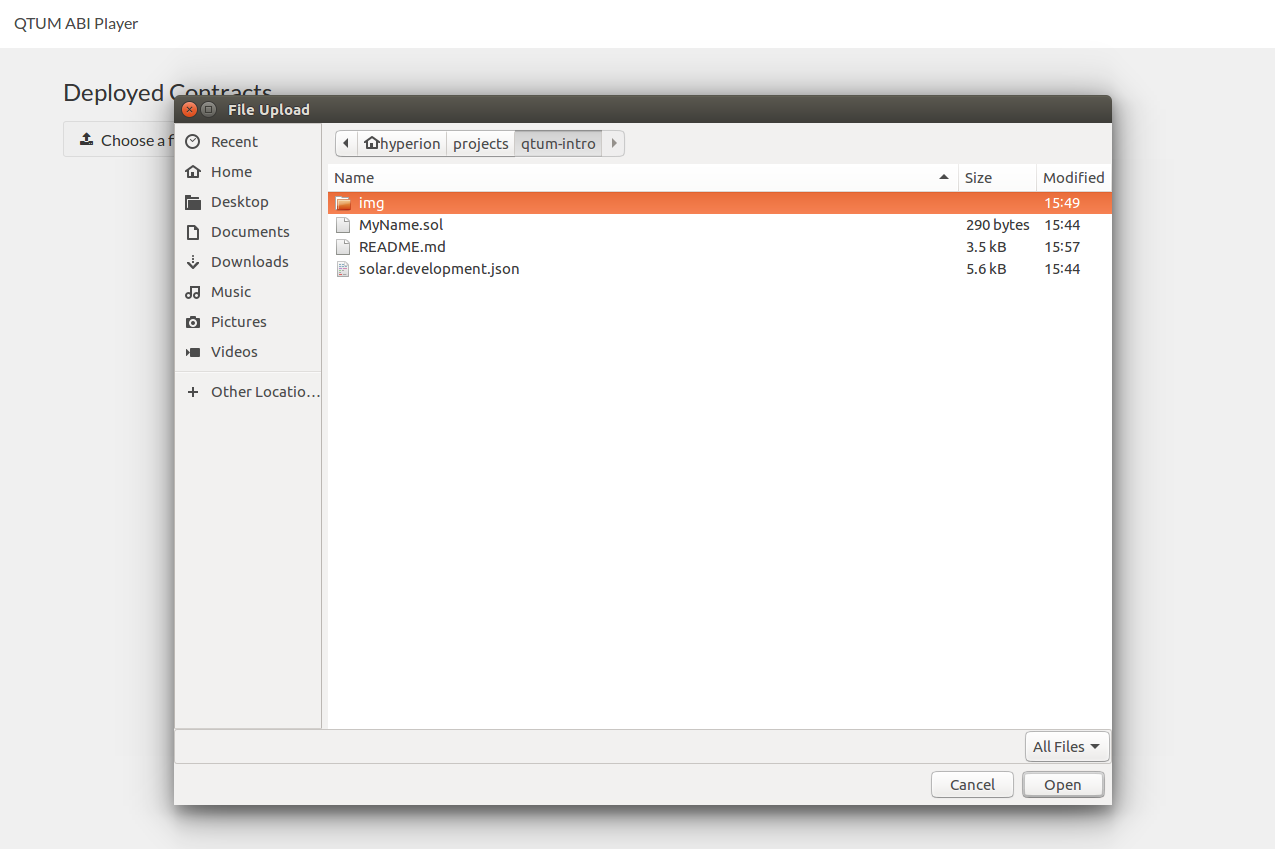 QTUM ABI Player
Deployed Contracts
Choose a f
File Upload
Recent
Home
Desktop
Documents
Downloads
Music
Pictures
Videos
Other Locatio...
hyperion projects qtum-intro
Name Size Modified
img 15:49
MyName.sol 290 bytes 15:44
README.md 3.5 kB 15:57
solar.development.json 5.6 kB 15:44
All Files
Cancel Open